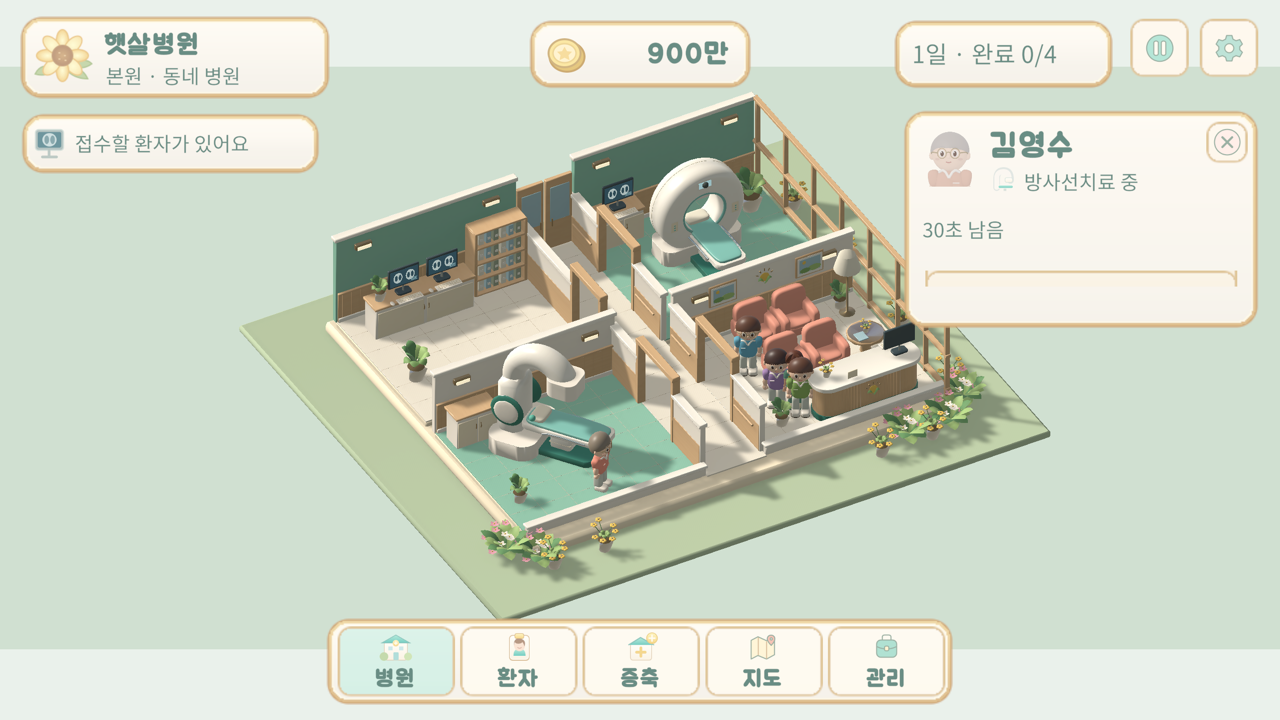 햇살병원
본원 · 동네 병원
900만
1일 · 완료 0/4
접수할 환자가 있어요
김영수
방사선치료 중
30초 남음
병원
환자
증축
지도
관리